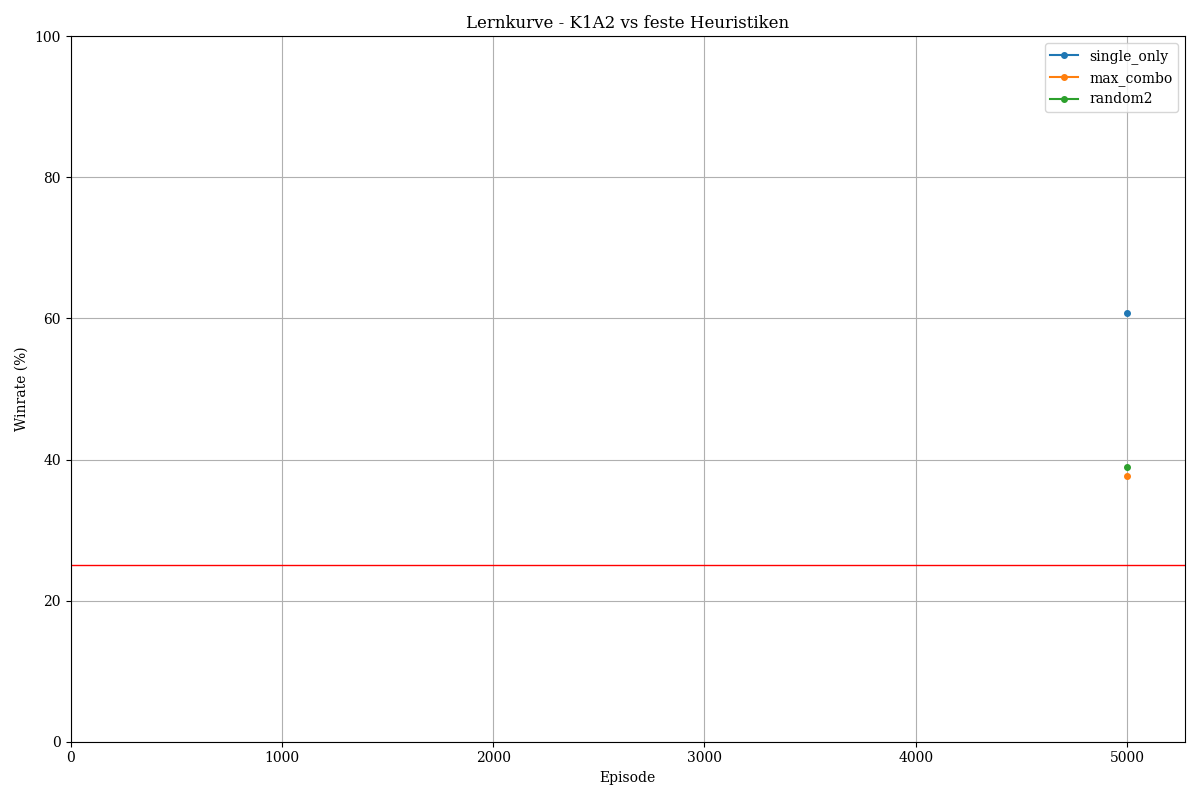 Lernkurve - K1A2 vs feste Heuristiken
100
80
60
40
20
0
Winrate (%)
single_only
max_combo
random2
0 1000 2000 3000 4000 5000
Episode